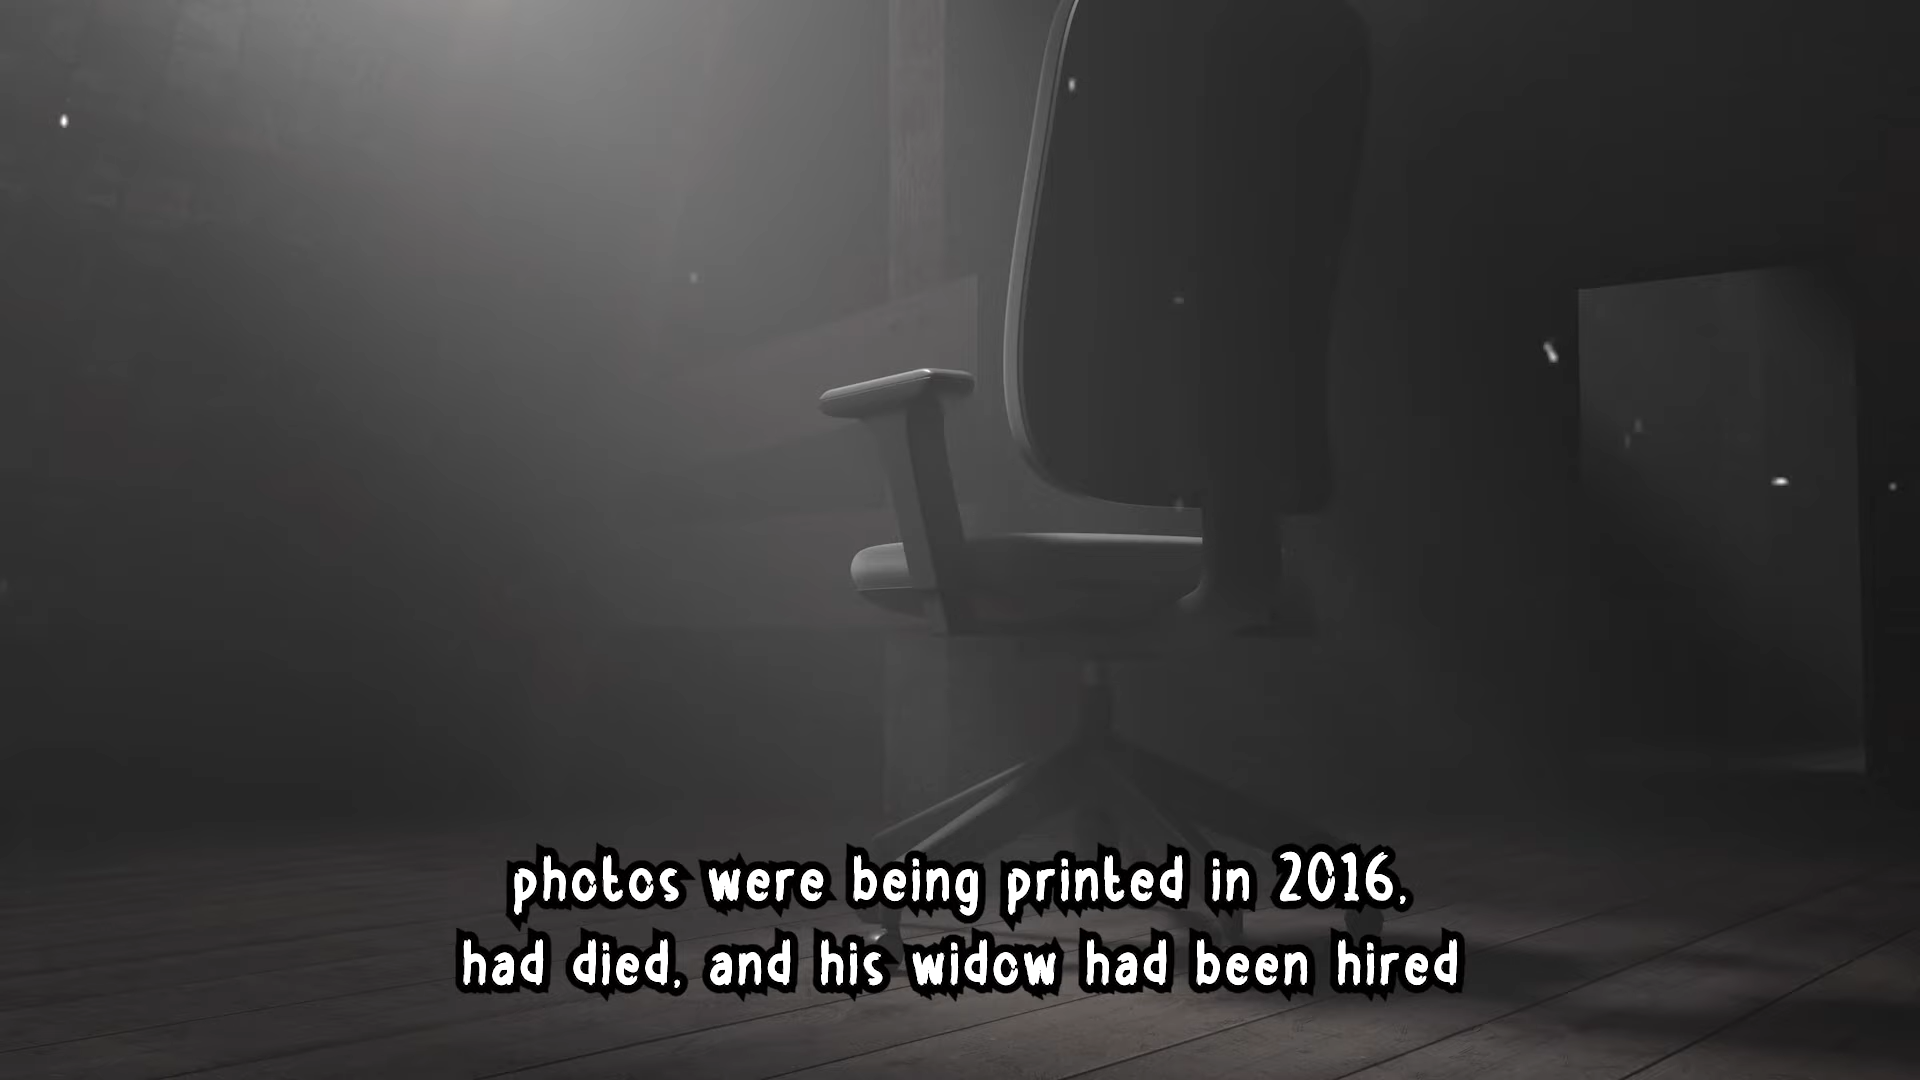 photos were being printed in 2016,
had died, and his widow had been hired